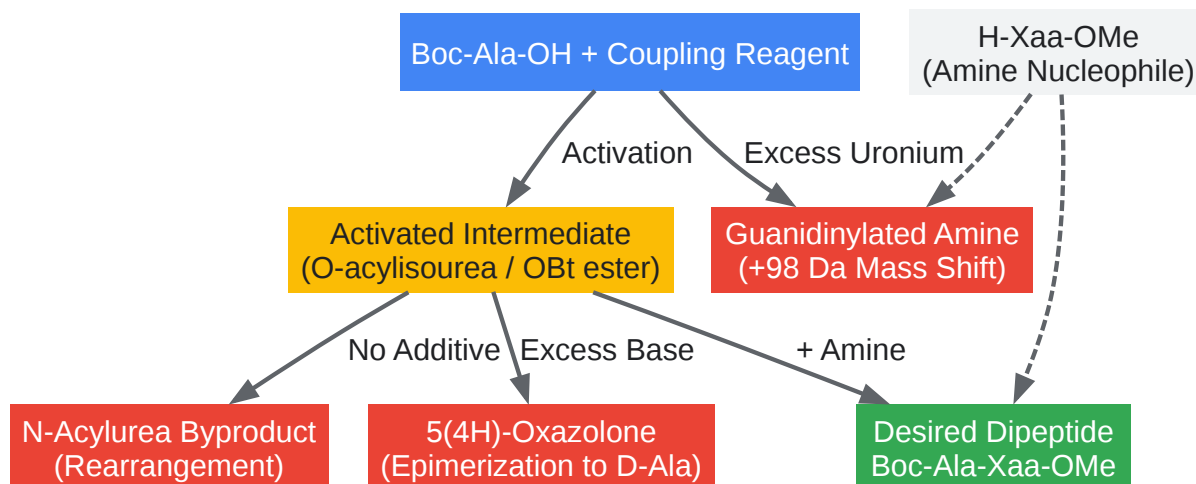 Boc-Ala-OH + Coupling Reagent
H-Xaa-OMe
(Amine Nucleophile)
Activation
Excess Uronium
Activated Intermediate
(O-acylisourea / OBt ester)
Guanidinylated Amine
(+98 Da Mass Shift)
No Additive
Excess Base
+ Amine
N-Acylurea Byproduct
(Rearrangement)
5(4H)-Oxazolone
(Epimerization to D-Ala)
Desired Dipeptide
Boc-Ala-Xaa-OMe